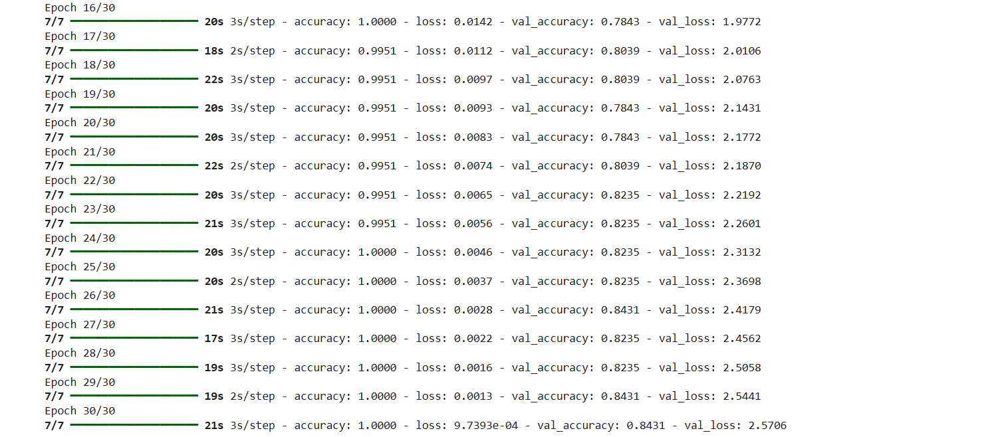 Epoch 16/30
7/7 20s 3s/step - accuracy: 1.0000 - loss: 0.0142 - val_accuracy: 0.7843 - val_loss: 1.9772
Epoch 17/30
7/7 18s 2s/step - accuracy: 0.9951 - loss: 0.0112 - val_accuracy: 0.8039 - val_loss: 2.0106
Epoch 18/30
7/7 22s 3s/step - accuracy: 0.9951 - loss: 0.0097 - val_accuracy: 0.8039 - val_loss: 2.0763
Epoch 19/30
7/7 20s 3s/step - accuracy: 0.9951 - loss: 0.0093 - val_accuracy: 0.7843 - val_loss: 2.1431
Epoch 20/30
7/7 20s 3s/step - accuracy: 0.9951 - loss: 0.0083 - val_accuracy: 0.7843 - val_loss: 2.1772
Epoch 21/30
7/7 22s 2s/step - accuracy: 0.9951 - loss: 0.0074 - val_accuracy: 0.8039 - val_loss: 2.1870
Epoch 22/30
7/7 20s 3s/step - accuracy: 0.9951 - loss: 0.0065 - val_accuracy: 0.8235 - val_loss: 2.2192
Epoch 23/30
7/7 21s 3s/step - accuracy: 0.9951 - loss: 0.0056 - val_accuracy: 0.8235 - val_loss: 2.2601
Epoch 24/30
7/7 20s 3s/step - accuracy: 1.0000 - loss: 0.0046 - val_accuracy: 0.8235 - val_loss: 2.3132
Epoch 25/30
7/7 20s 2s/step - accuracy: 1.0000 - loss: 0.0037 - val_accuracy: 0.8235 - val_loss: 2.3698
Epoch 26/30
7/7 21s 3s/step - accuracy: 1.0000 - loss: 0.0028 - val_accuracy: 0.8431 - val_loss: 2.4179
Epoch 27/30
7/7 17s 3s/step - accuracy: 1.0000 - loss: 0.0022 - val_accuracy: 0.8235 - val_loss: 2.4562
Epoch 28/30
7/7 19s 3s/step - accuracy: 1.0000 - loss: 0.0016 - val_accuracy: 0.8235 - val_loss: 2.5058
Epoch 29/30
7/7 19s 2s/step - accuracy: 1.0000 - loss: 0.0013 - val_accuracy: 0.8431 - val_loss: 2.5441
Epoch 30/30
7/7 21s 3s/step - accuracy: 1.0000 - loss: 9.7393e-04 - val_accuracy: 0.8431 - val_loss: 2.5706